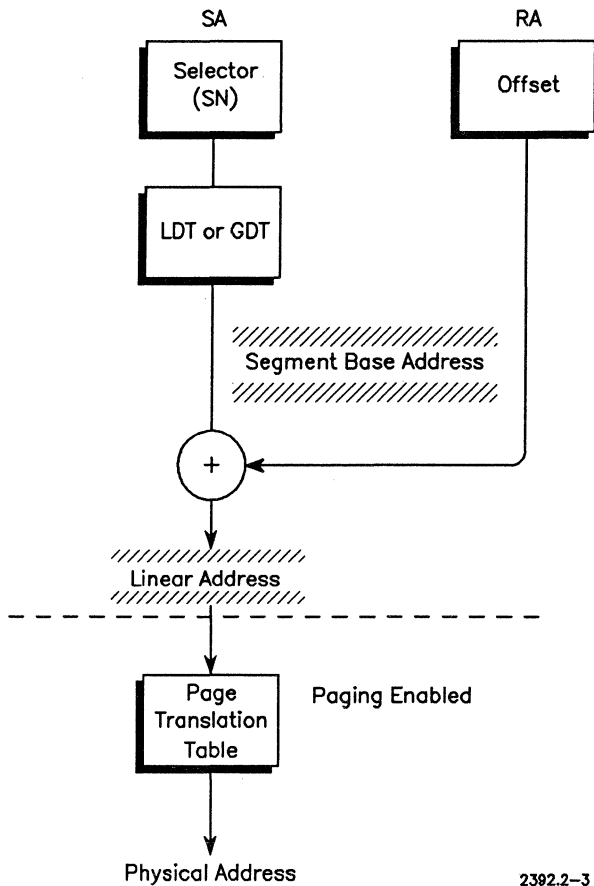 SA
RA
Selector
(SN)
Offset
LDT or GDT
Segment Base Address
+
Linear Address
Page
Translation
Table
Paging Enabled
Physical Address
2392.2-3